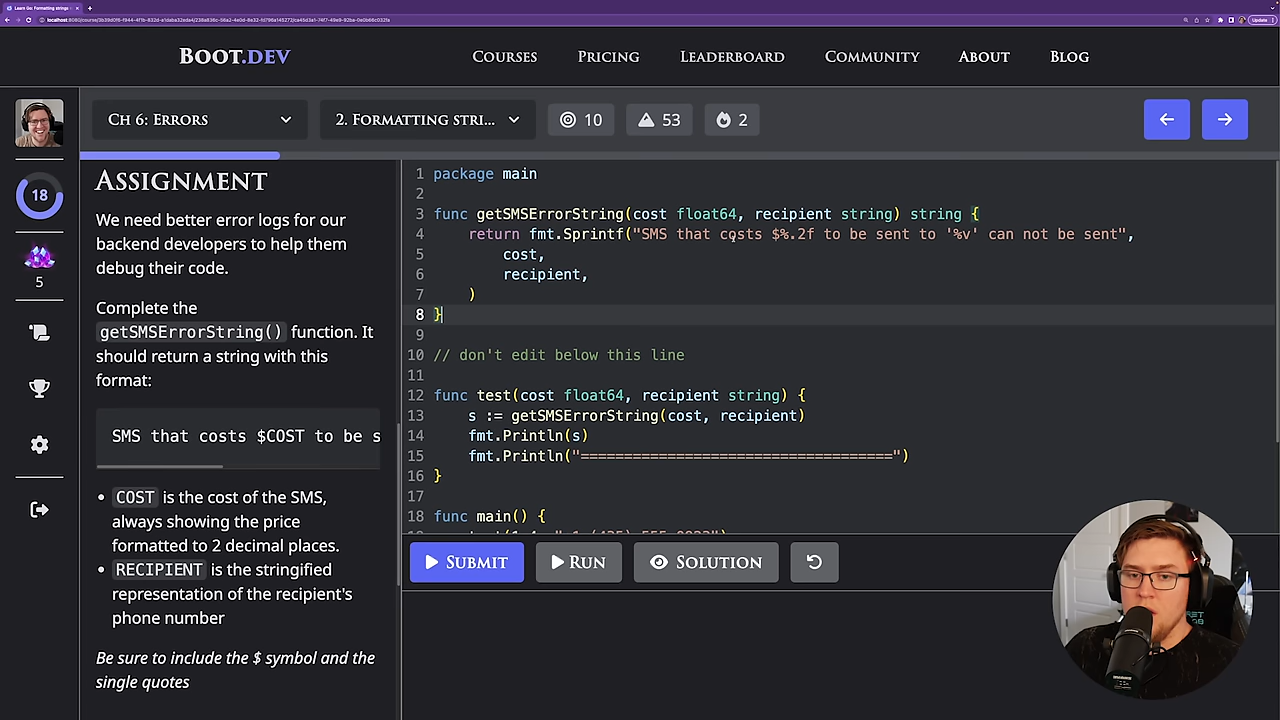 Learn Go: Formatting strings
Update
BOOT.DEV
COURSES
PRICING
LEADERBOARD
COMMUNITY
ABOUT
BLOG
CH 6: ERRORS
2. FORMATTING STRI...
10
53
2
18
5
ASSIGNMENT
We need better error logs for our
backend developers to help them
debug their code.
Complete the
getSMSErrorString() function. It
should return a string with this
format:
SMS that costs $COST to be s
• COST is the cost of the SMS,
always showing the price
formatted to 2 decimal places.
• RECIPIENT is the stringified
representation of the recipient's
phone number
Be sure to include the $ symbol and the
single quotes
1 package main
2
3 func getSMSErrorString(cost float64, recipient string) string {
4 return fmt.Sprintf("SMS that costs $%.2f to be sent to '%v' can not be sent",
5 cost,
6 recipient,
7 )
8 }
9
10 // don't edit below this line
11
12 func test(cost float64, recipient string) {
13 s := getSMSErrorString(cost, recipient)
14 fmt.Println(s)
15 fmt.Println("====================================")
16 }
17
18 func main() {
SUBMIT
RUN
SOLUTION